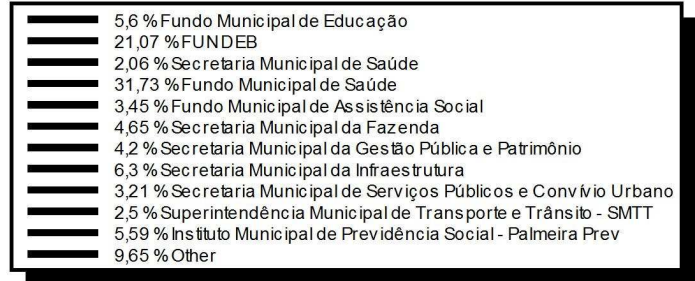 5,6 % Fundo Municipal de Educação
21,07 % FUNDEB
2,06 % Secretaria Municipal de Saúde
31,73 % Fundo Municipal de Saúde
3,45 % Fundo Municipal de Assistência Social
4,65 % Secretaria Municipal da Fazenda
4,2 % Secretaria Municipal da Gestão Pública e Patrimônio
6,3 % Secretaria Municipal da Infraestrutura
3,21 % Secretaria Municipal de Serviços Públicos e Convívio Urbano
2,5 % Superintendência Municipal de Transporte e Trânsito - SMTT
5,59 % Instituto Municipal de Previdência Social - Palmeira Prev
9,65 % Other